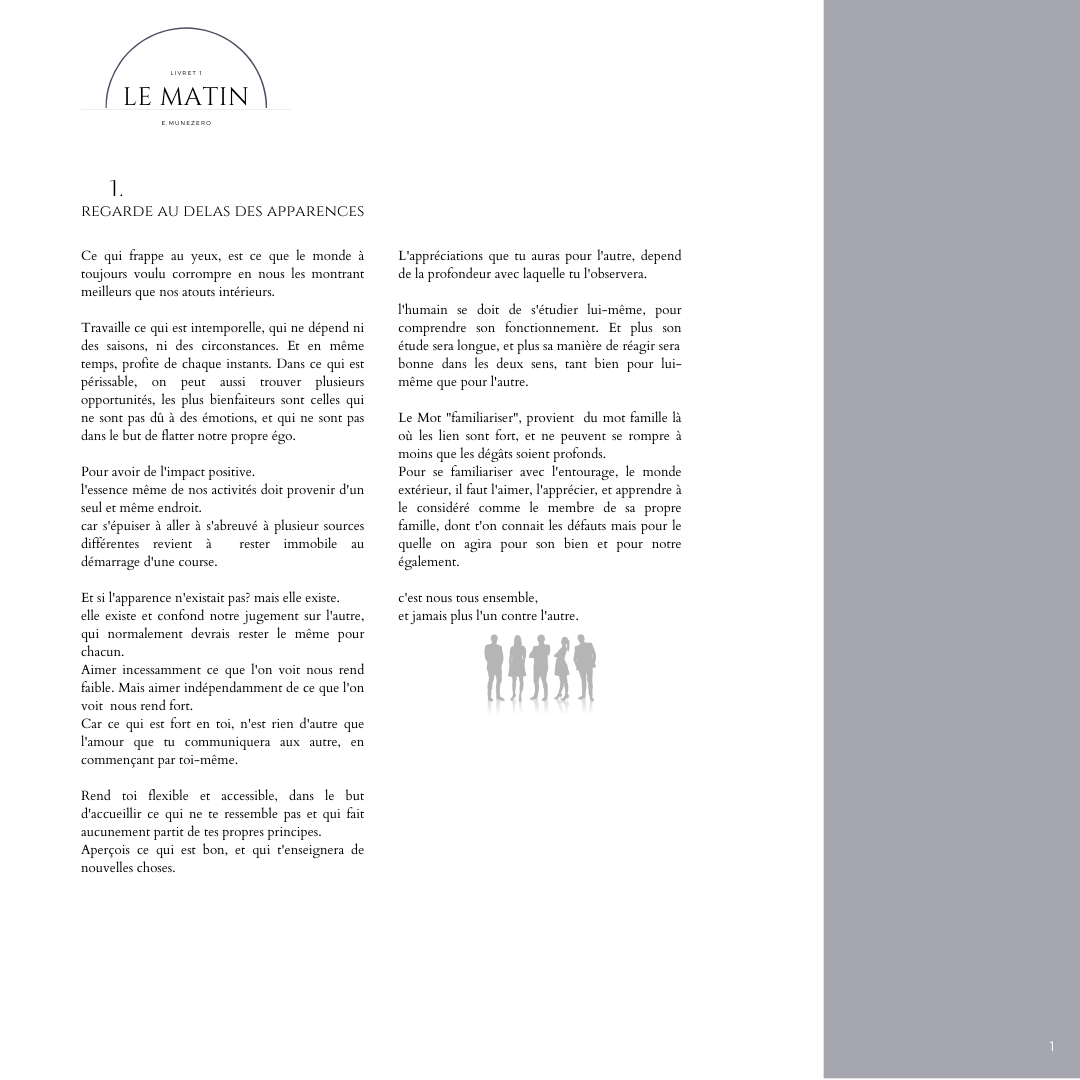 LIVRET 1
LE MATIN
E.MUNEZERO
1.
REGARDE AU DELAS DES APPARENCES
Ce qui frappe au yeux, est ce que le monde à
toujours voulu corrompre en nous les montrant
meilleurs que nos atouts intérieurs.
Travaille ce qui est intemporelle, qui ne dépend ni
des saisons, ni des circonstances. Et en même
temps, profite de chaque instants. Dans ce qui est
périssable, on peut aussi trouver plusieurs
opportunités, les plus bienfaiteurs sont celles qui
ne sont pas dû à des émotions, et qui ne sont pas
dans le but de flatter notre propre égo.
Pour avoir de l'impact positive.
l'essence même de nos activités doit provenir d'un
seul et même endroit.
car s'épuiser à aller à s'abreuvé à plusieur sources
différentes revient à rester immobile au
démarrage d'une course.
Et si l'apparence n'existait pas? mais elle existe.
elle existe et confond notre jugement sur l'autre,
qui normalement devrais rester le même pour
chacun.
Aimer incessamment ce que l'on voit nous rend
faible. Mais aimer indépendamment de ce que l'on
voit nous rend fort.
Car ce qui est fort en toi, n'est rien d'autre que
l'amour que tu communiquera aux autre, en
commençant par toi-même.
Rend toi flexible et accessible, dans le but
d'accueillir ce qui ne te ressemble pas et qui fait
aucunement partit de tes propres principes.
Aperçois ce qui est bon, et qui t'enseignera de
nouvelles choses.
L'appréciations que tu auras pour l'autre, depend
de la profondeur avec laquelle tu l'observera.
l'humain se doit de s'étudier lui-même, pour
comprendre son fonctionnement. Et plus son
étude sera longue, et plus sa manière de réagir sera
bonne dans les deux sens, tant bien pour lui-
même que pour l'autre.
Le Mot "familiariser", provient du mot famille là
où les lien sont fort, et ne peuvent se rompre à
moins que les dégâts soient profonds.
Pour se familiariser avec l'entourage, le monde
extérieur, il faut l'aimer, l'apprécier, et apprendre à
le considéré comme le membre de sa propre
famille, dont t'on connait les défauts mais pour le
quelle on agira pour son bien et pour notre
également.
c'est nous tous ensemble,
et jamais plus l'un contre l'autre.
1